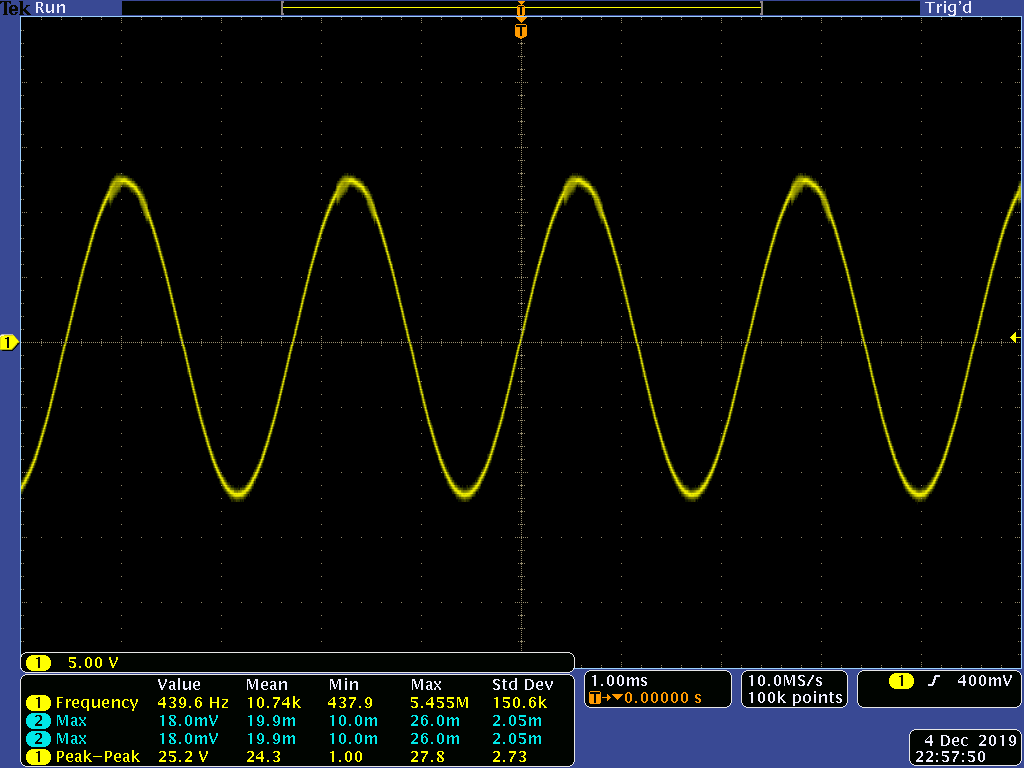 Tek Run Trig'd
T
T
1
1 5.00 V
Value Mean Min Max Std Dev
1 Frequency 439.6 Hz 10.74k 437.9 5.455M 150.6k
2 Max 18.0mV 19.9m 10.0m 26.0m 2.05m
2 Max 18.0mV 19.9m 10.0m 26.0m 2.05m
1 Peak-Peak 25.2 V 24.3 1.00 27.8 2.73
1.00ms
T→▼0.00000 s
10.0MS/s
100k points
1 400mV
4 Dec 2019
22:57:50